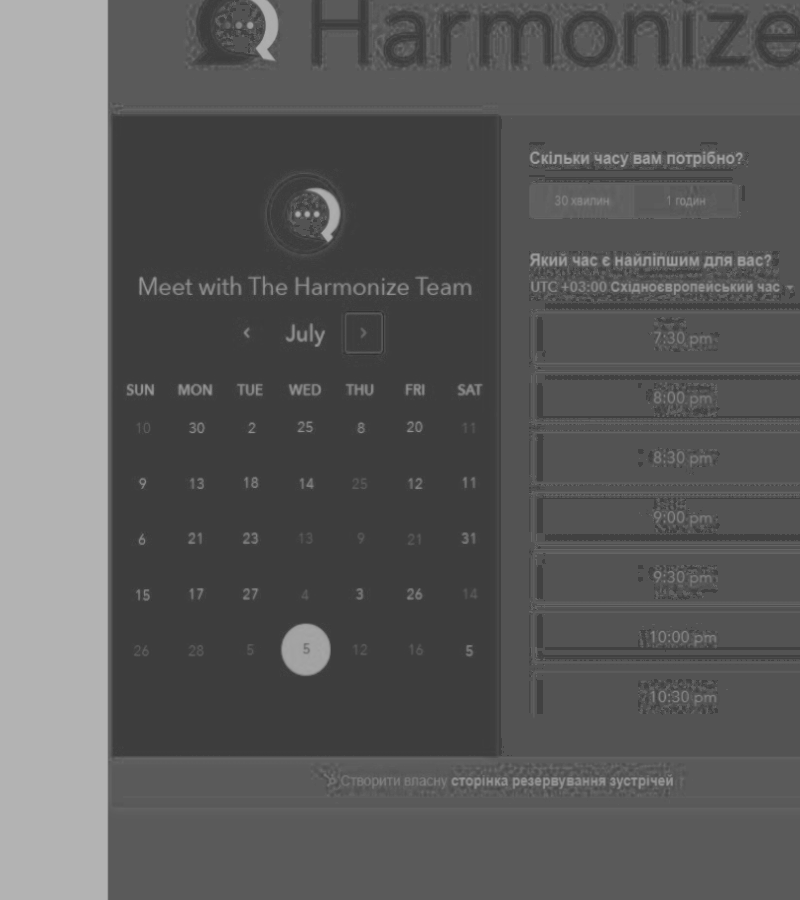 Harmonize
Meet with The Harmonize Team
July
SUN MON TUE WED THU FRI SAT
10 30 2 25 8 20 11
9 13 18 14 25 12 11
6 21 23 13 9 21 31
15 17 27 4 3 26 14
26 28 5 5 12 16 5
Скільки часу вам потрібно?
30 хвилин 1 годин
Який час є найліпшим для вас?
UTC +03:00 Східноєвропейський час
7:30 pm
8:00 pm
8:30 pm
9:00 pm
9:30 pm
10:00 pm
10:30 pm
Створити власну сторінка резервування зустрічей